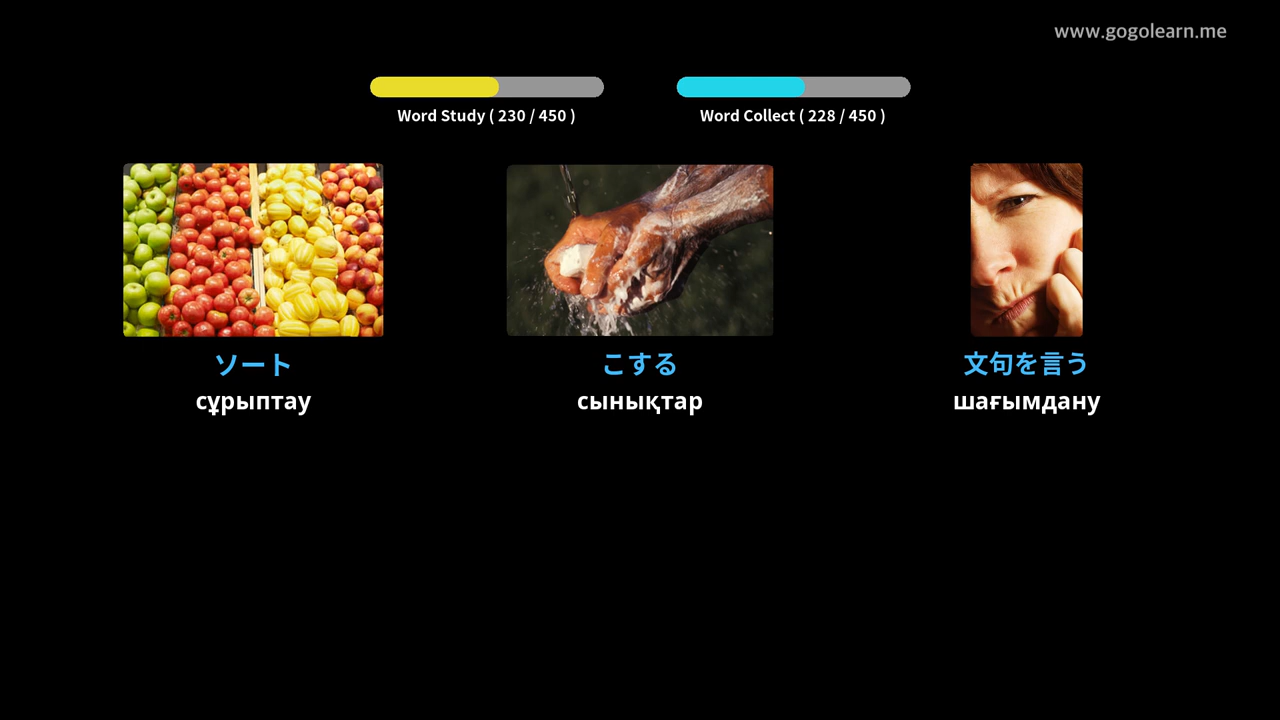 www.gogolearn.me
Word Study ( 230 / 450 )
Word Collect ( 228 / 450 )
ソート
сұрыптау
こする
сынықтар
文句を言う
шағымдану